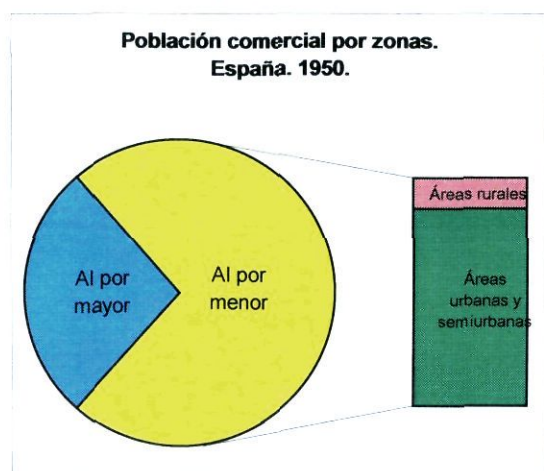 Población comercial por zonas.
España. 1950.
Al por
mayor
Al por
menor
Áreas rurales
Áreas
urbanas y
semiurbanas